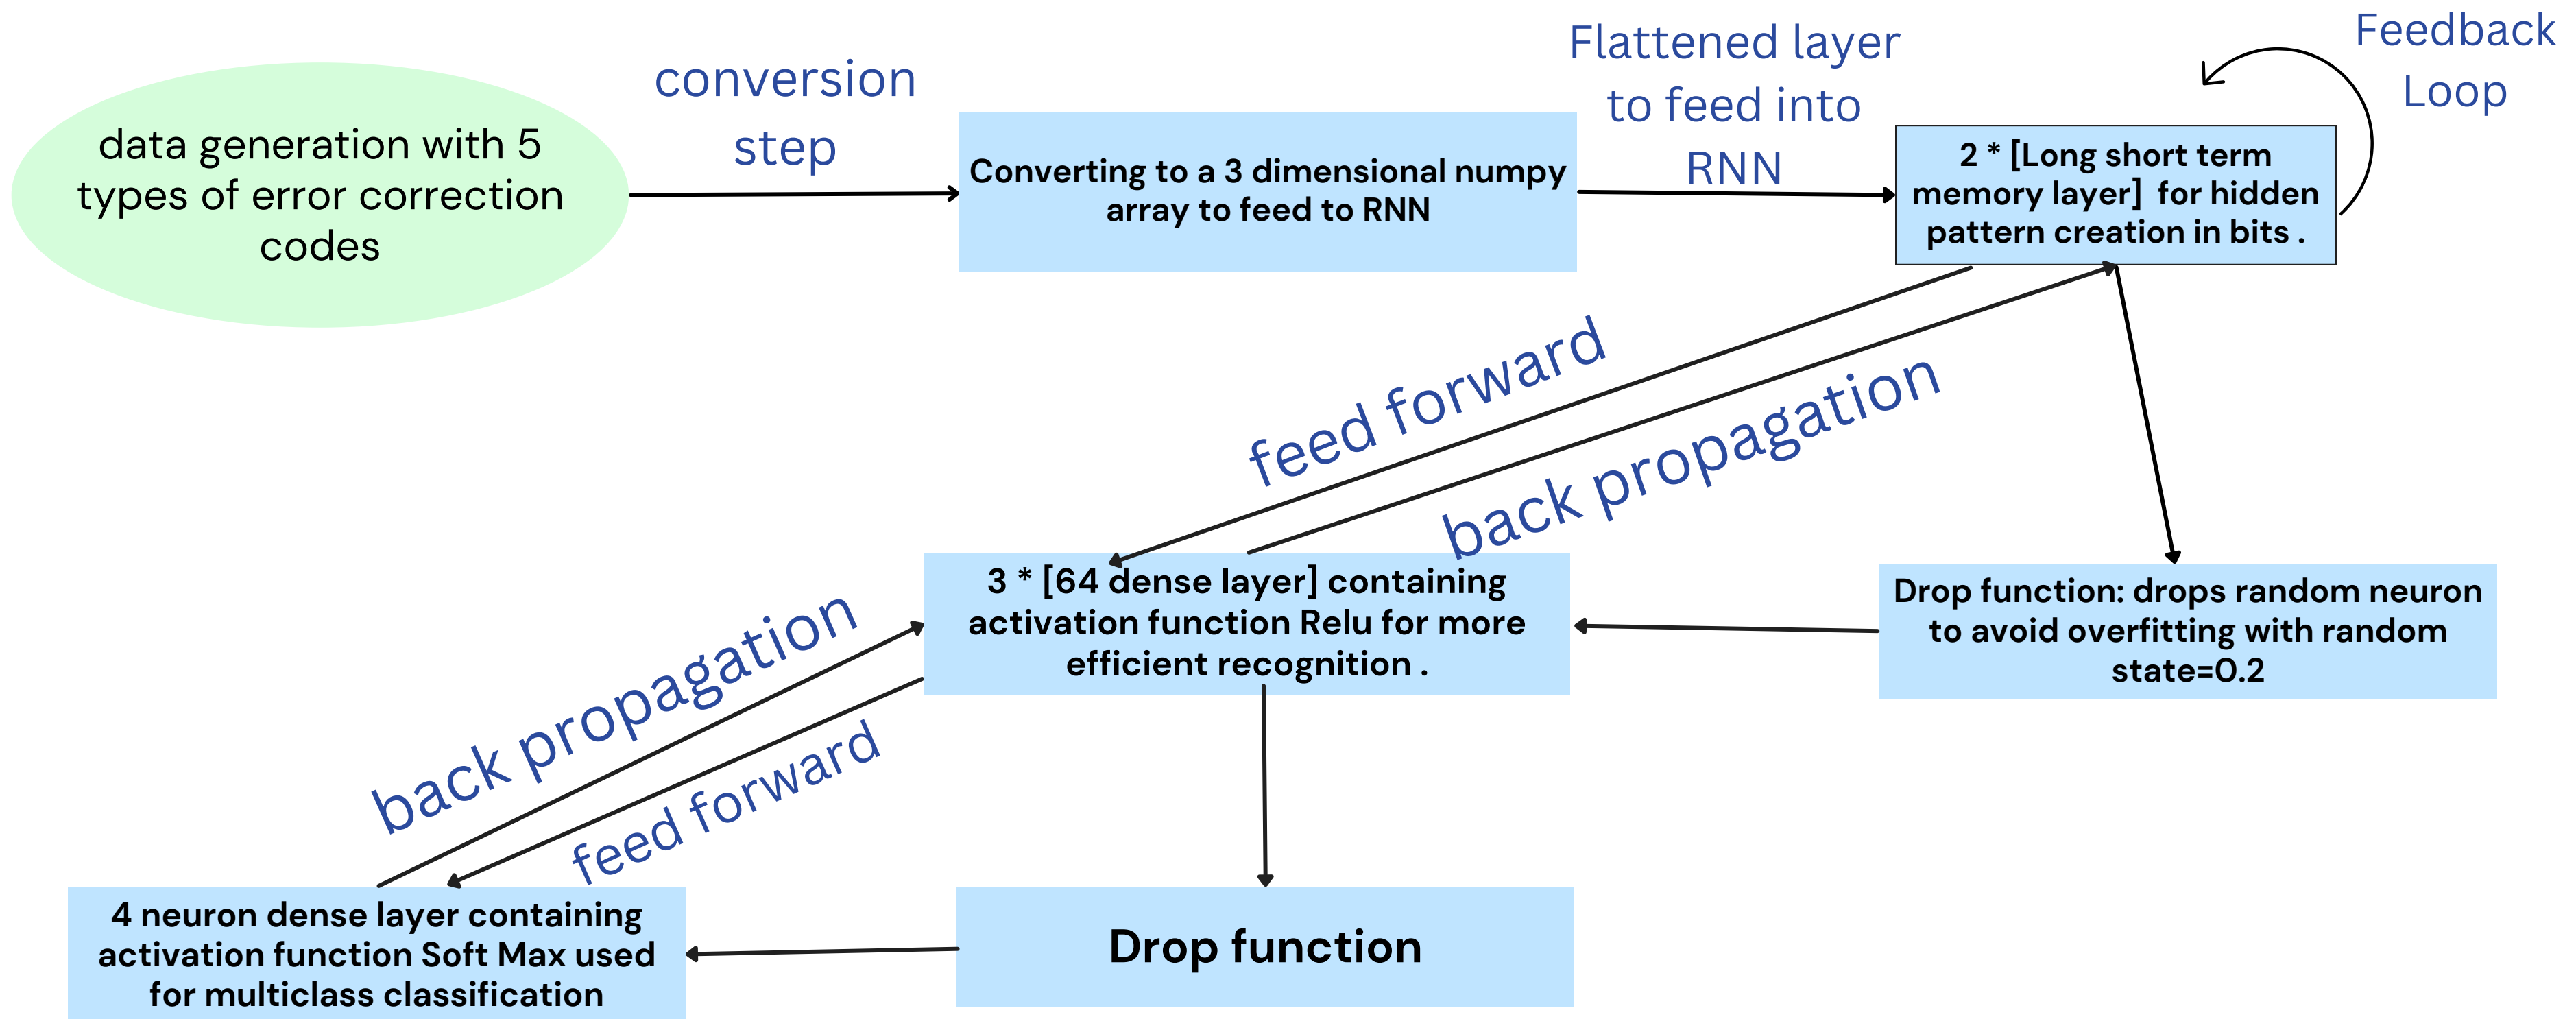 data generation with 5
types of error correction
codes
conversion
step
Converting to a 3 dimensional numpy
array to feed to RNN
Flattened layer
to feed into
RNN
2 * [Long short term
memory layer] for hidden
pattern creation in bits .
Feedback
Loop
feed forward
back propagation
3 * [64 dense layer] containing
activation function Relu for more
efficient recognition .
Drop function: drops random neuron
to avoid overfitting with random
state=0.2
back propagation
feed forward
4 neuron dense layer containing
activation function Soft Max used
for multiclass classification
Drop function